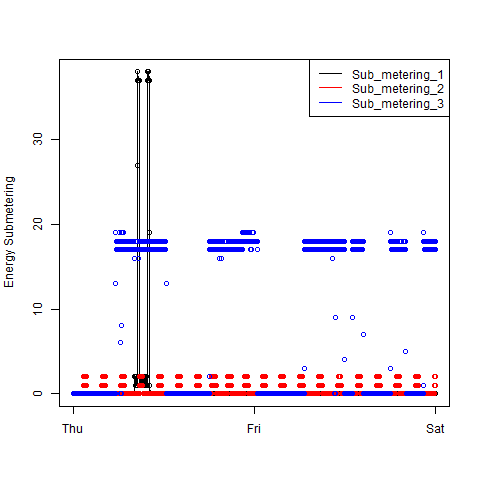 Sub_metering_1
Sub_metering_2
Sub_metering_3
Energy Submetering
30
20
10
0
Thu Fri Sat